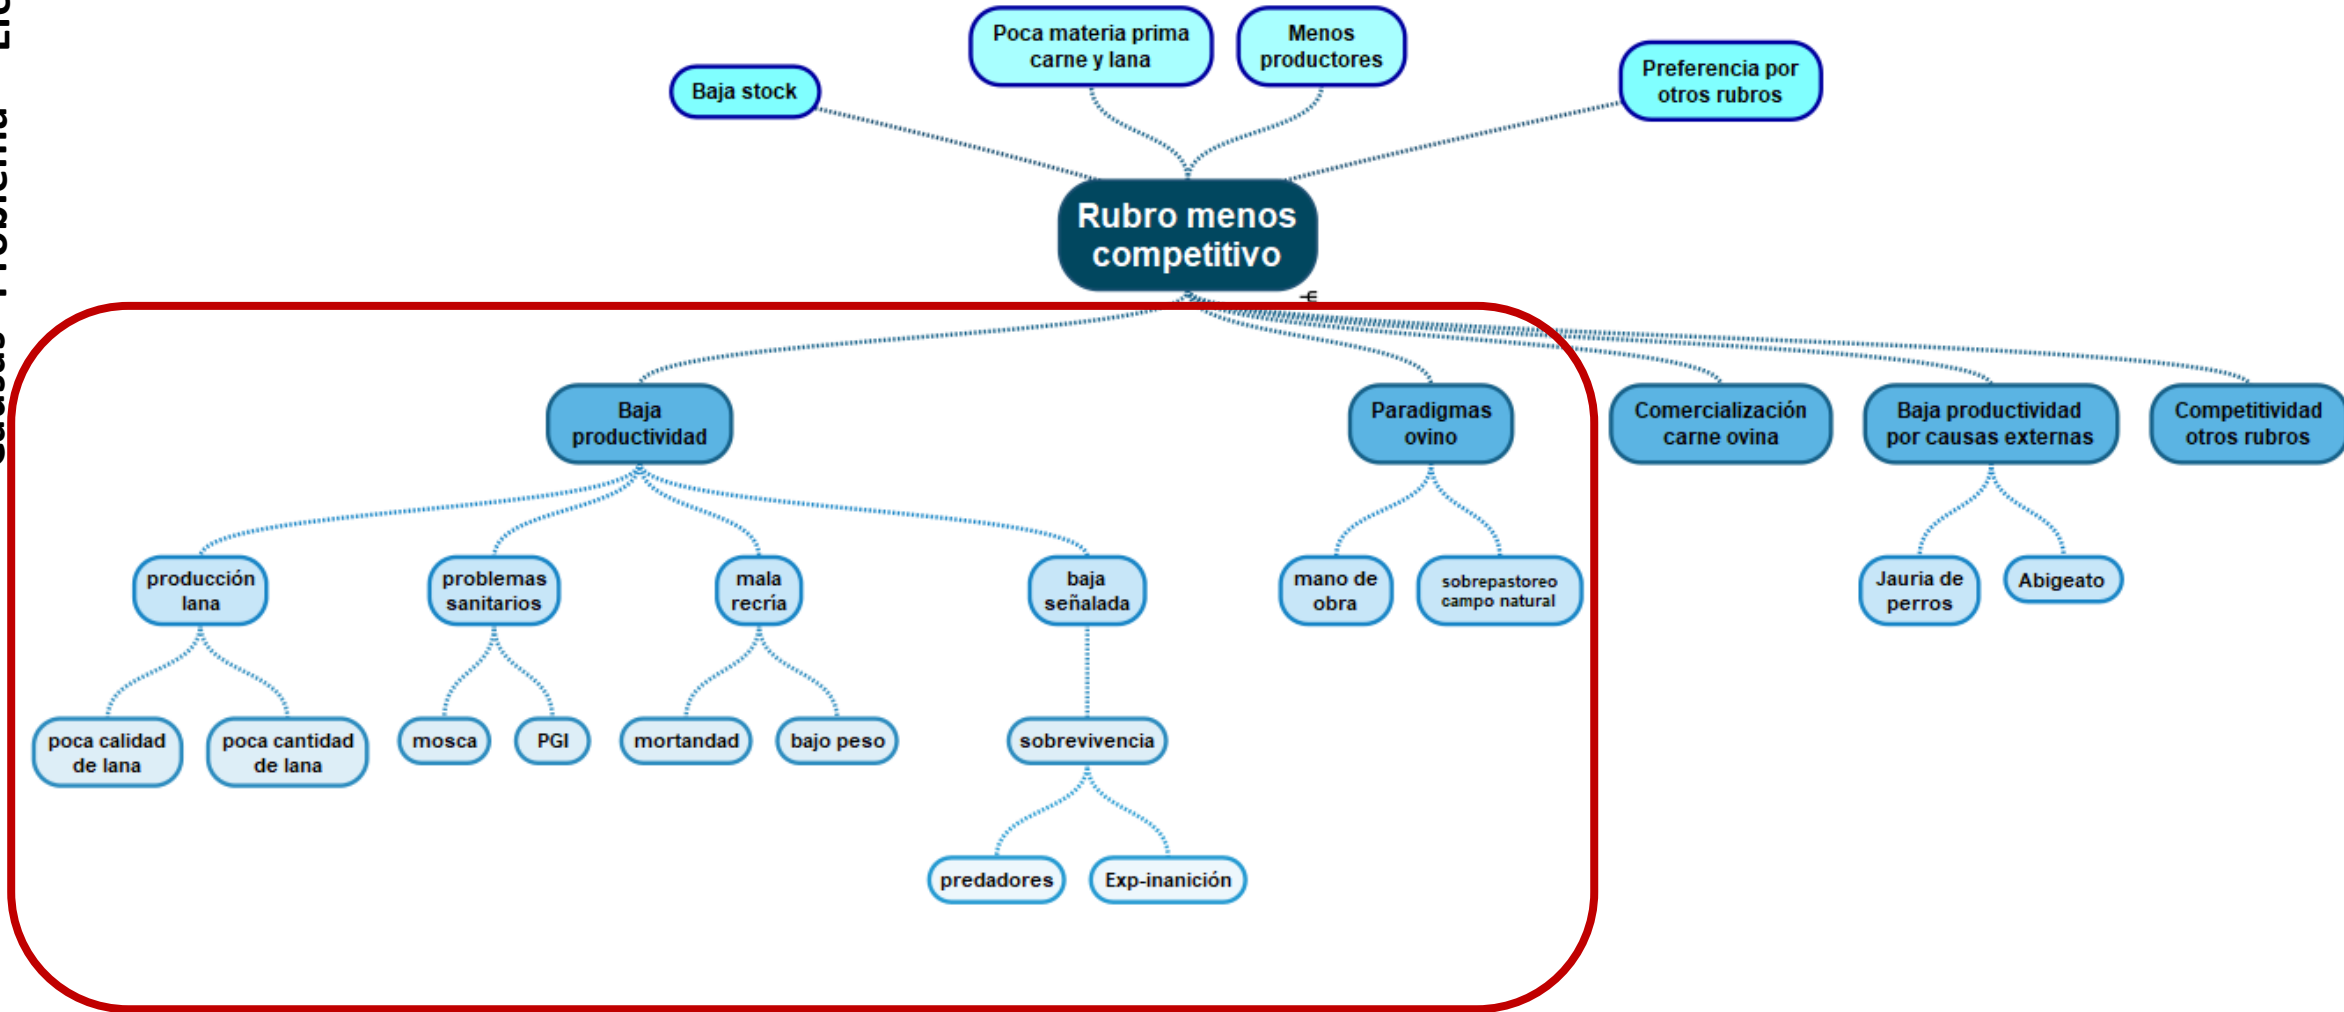 Poca materia prima
carne y lana
Menos
productores
Preferencia por
otros rubros
Baja stock
Rubro menos
competitivo
Baja
productividad
Paradigmas
ovino
Comercialización
carne ovina
Baja productividad
por causas externas
Competitividad
otros rubros
producción
lana
problemas
sanitarios
mala
recría
baja
señalada
mano de
obra
sobrepastoreo
campo natural
Jauria de
perros
Abigeato
poca calidad
de lana
poca cantidad
de lana
mosca
PGI
mortandad
bajo peso
sobrevivencia
predadores
Exp-inanición